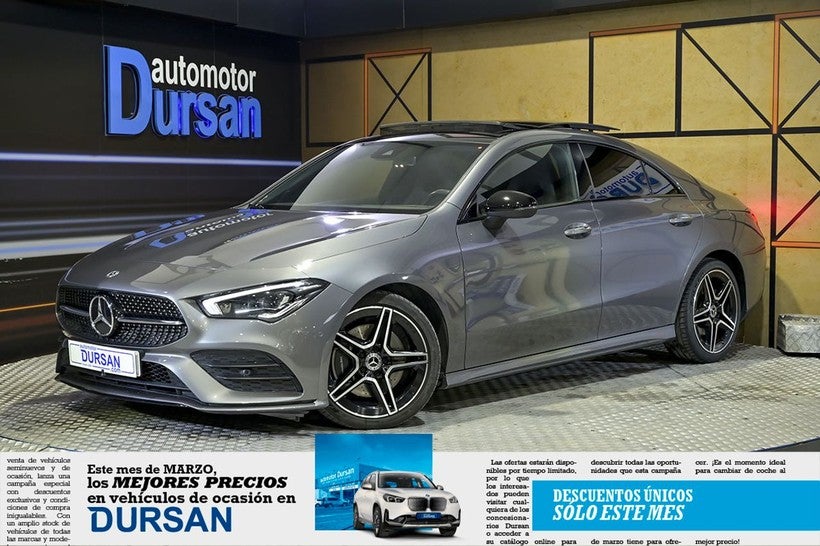 automotor
DURSAN
automotor
DURSAN
.com
venta de vehículos
seminuevos y de
ocasión, lanza una
campaña especial
con descuentos
exclusivos y condi-
ciones de compra
inigualables. Con
un amplio stock de
vehículos de todas
las marcas y mode-
Este mes de MARZO,
los MEJORES PRECIOS
en vehículos de ocasión en
DURSAN
Las ofertas estarán dispo-
nibles por tiempo limitado,
por lo que
los interesa-
dos pueden
visitar cual-
quiera de los
concesiona-
rios Dursan
o acceder a
su catálogo online para
descubrir todas las oportu-
nidades que esta campaña
de marzo tiene para ofre-
cer. ¡Es el momento ideal
para cambiar de coche al
mejor precio!
DESCUENTOS ÚNICOS
SÓLO ESTE MES